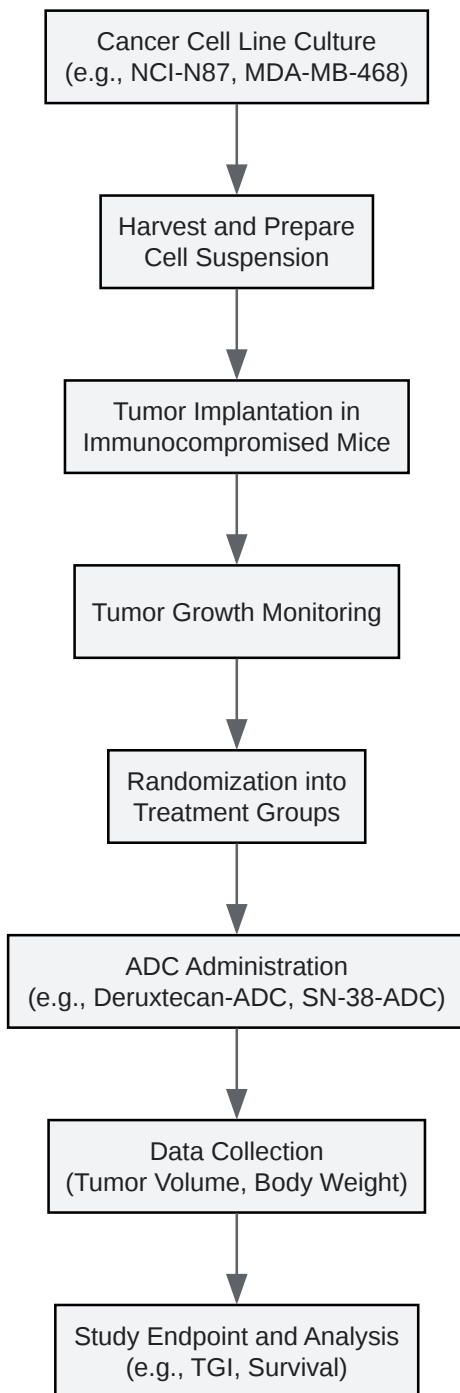 Cancer Cell Line Culture
(e.g., NCI-N87, MDA-MB-468)
Harvest and Prepare
Cell Suspension
Tumor Implantation in
Immunocompromised Mice
Tumor Growth Monitoring
Randomization into
Treatment Groups
ADC Administration
(e.g., Deruxtecan-ADC, SN-38-ADC)
Data Collection
(Tumor Volume, Body Weight)
Study Endpoint and Analysis
(e.g., TGI, Survival)